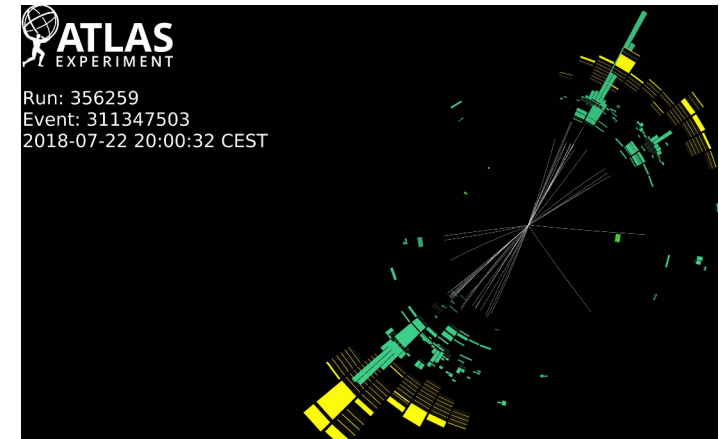 ATLAS
EXPERIMENT
Run: 356259
Event: 311347503
2018-07-22 20:00:32 CEST